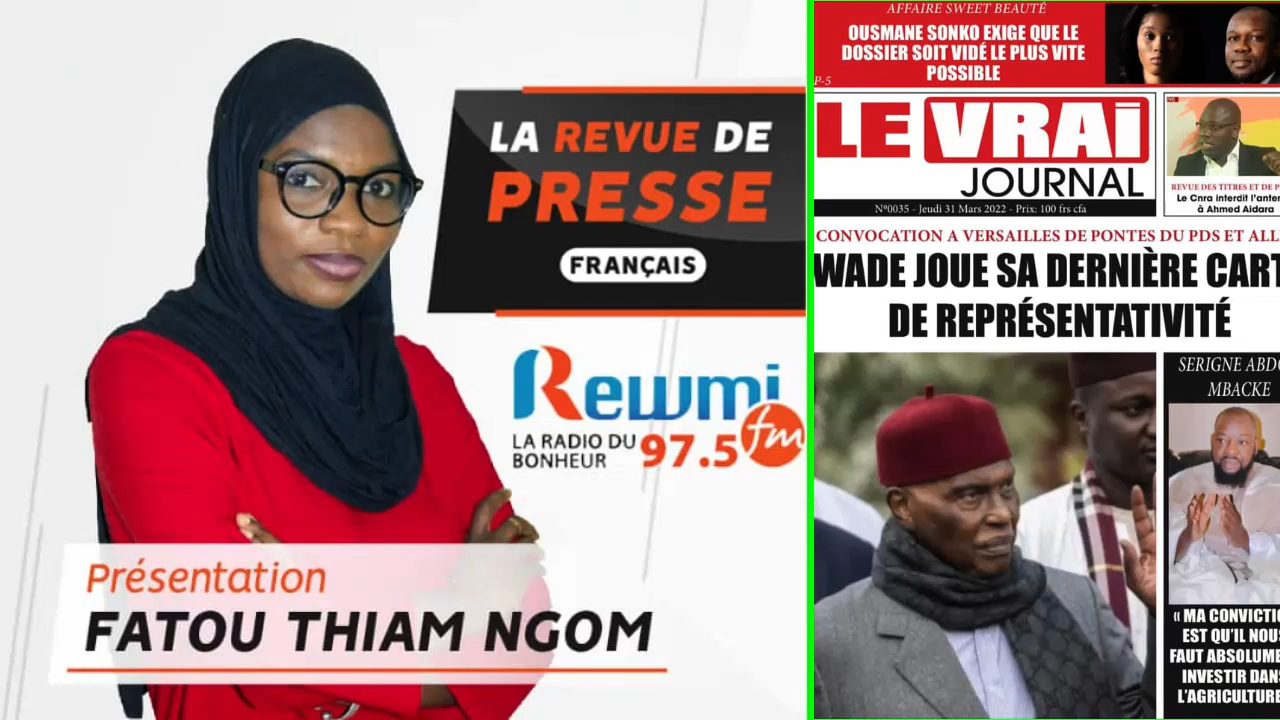 LA REVUE DE
PRESSE
FRANÇAIS
Rewmi
fm
LA RADIO DU
BONHEUR
97.5
Présentation
FATOU THIAM NGOM
AFFAIRE SWEET BEAUTÉ
OUSMANE SONKO EXIGE QUE LE
DOSSIER SOIT VIDÉ LE PLUS VITE
POSSIBLE
P-5
LE VRAi
JOURNAL
N°0035 - Jeudi 31 Mars 2022 - Prix: 100 frs cfa
REVUE DES TITRES ET DE P
Le Cnra interdit l'anten
à Ahmed Aidara
CONVOCATION A VERSAILLES DE PONTES DU PDS ET ALL
WADE JOUE SA DERNIÈRE CART
DE REPRÉSENTATIVITÉ
SERIGNE ABDO
MBACKE
« MA CONVICTIO
EST QU'IL NOUS
FAUT ABSOLUME
INVESTIR DANS
L'AGRICULTURE